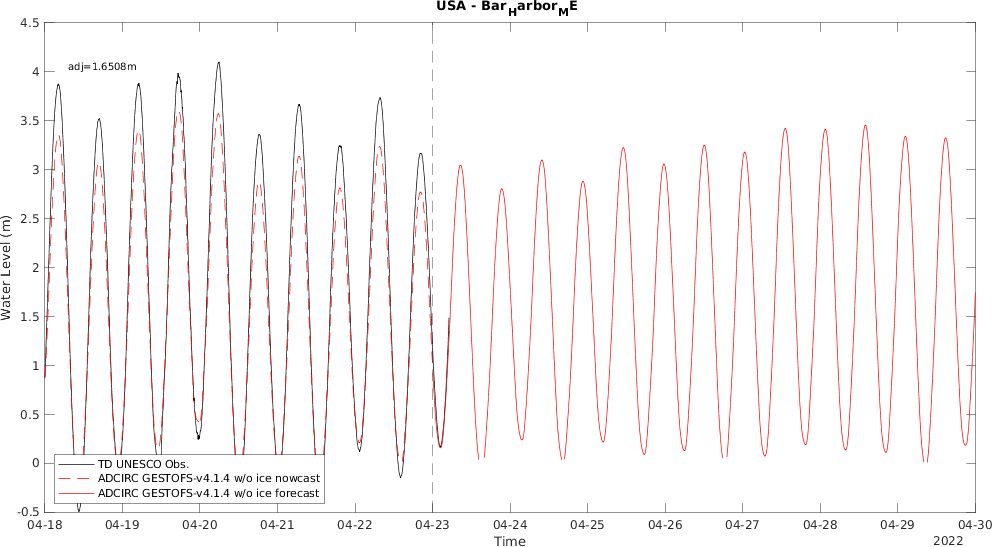 USA - Bar_Harbor_ME
4.5
adj=1.6508m
4
3.5
3
2.5
2
1.5
1
0.5
0
-0.5
Water Level (m)
TD UNESCO Obs.
ADCIRC GESTOFS-v4.1.4 w/o ice nowcast
ADCIRC GESTOFS-v4.1.4 w/o ice forecast
04-18 04-19 04-20 04-21 04-22 04-23 04-24 04-25 04-26 04-27 04-28 04-29 04-30
Time
2022